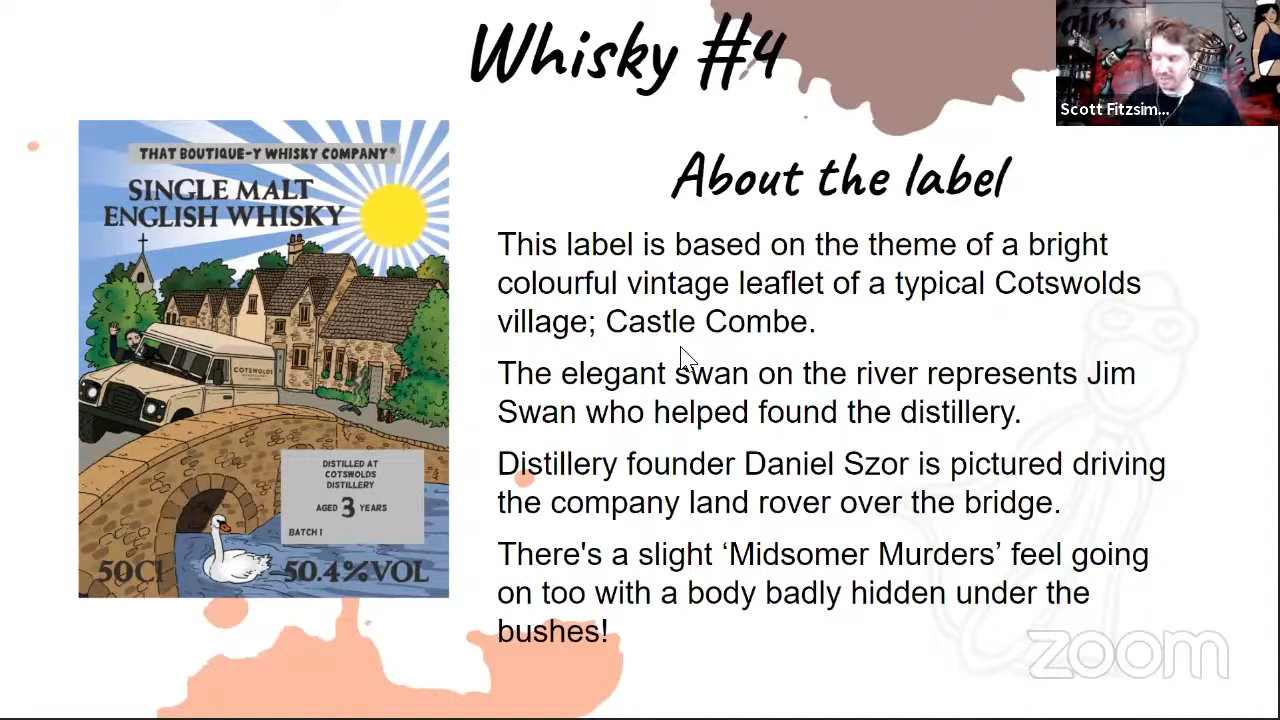 Whisky #4
Scott Fitzsim...
THAT BOUTIQUE-Y WHISKY COMPANY®
SINGLE MALT
ENGLISH WHISKY
COTSWOLDS
DISTILLED AT
COTSWOLDS
DISTILLERY
AGED 3 YEARS
BATCH 1
50Cl
50.4%VOL
About the label
This label is based on the theme of a bright
colourful vintage leaflet of a typical Cotswolds
village; Castle Combe.
The elegant swan on the river represents Jim
Swan who helped found the distillery.
Distillery founder Daniel Szor is pictured driving
the company land rover over the bridge.
There's a slight ‘Midsomer Murders’ feel going
on too with a body badly hidden under the
bushes!
zoom